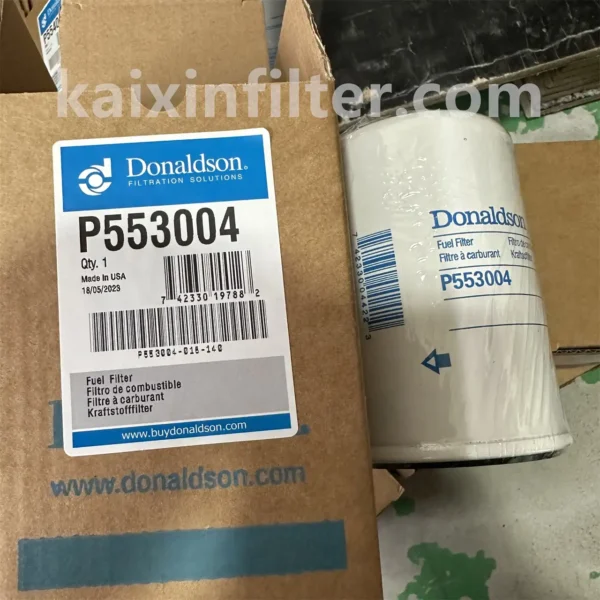 kaixinfilter.com
Donaldson®
FILTRATION SOLUTIONS
P553004
Qty. 1
Made in USA
18/05/2023
7 42330 19788 2
P553004-016-140
Fuel Filter
Filtro de combustible
Filtre à carburant
Kraftstofffilter
www.buydonaldson.com
www.donaldson.com
Donaldson
Fuel Filter
Filtre à carburant
P553004